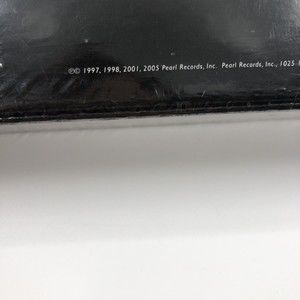 ℗© 1997, 1998, 2001, 2005 Pearl Records, Inc. Pearl Records, Inc., 1025